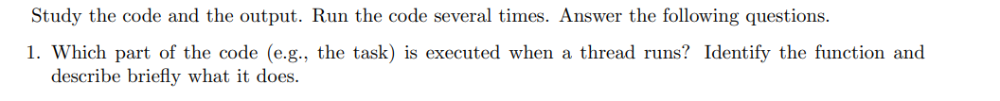 Study the code and the output. Run the code several times. Answer the following questions.
1. Which part of the code (e.g., the task) is executed when a thread runs? Identify the function and
describe briefly what it does.